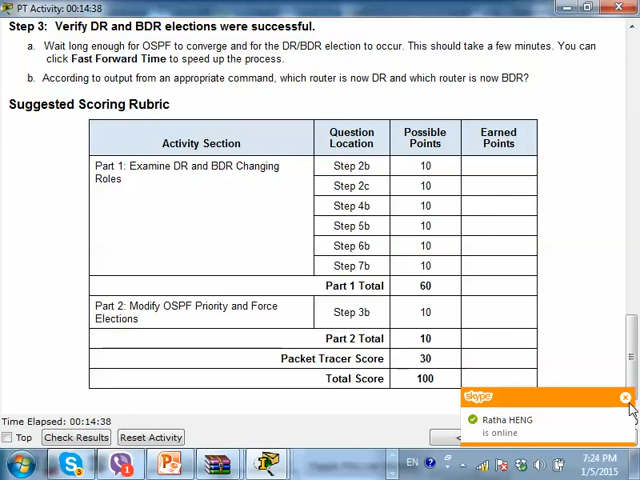 PT Activity: 00:14:38
Step 3: Verify DR and BDR elections were successful.
a. Wait long enough for OSPF to converge and for the DR/BDR election to occur. This should take a few minutes. You can
click Fast Forward Time to speed up the process.
b. According to output from an appropriate command, which router is now DR and which router is now BDR?
Suggested Scoring Rubric
Activity Section
Question Location
Possible Points
Earned Points
Part 1: Examine DR and BDR Changing
Roles
Step 2b 10
Step 2c 10
Step 4b 10
Step 5b 10
Step 6b 10
Step 7b 10
Part 1 Total 60
Part 2: Modify OSPF Priority and Force
Elections
Step 3b 10
Part 2 Total 10
Packet Tracer Score 30
Total Score 100
skype
Ratha HENG
is online
Time Elapsed: 00:14:38
Top Check Results Reset Activity <
EN 7:24 PM
1/5/2015